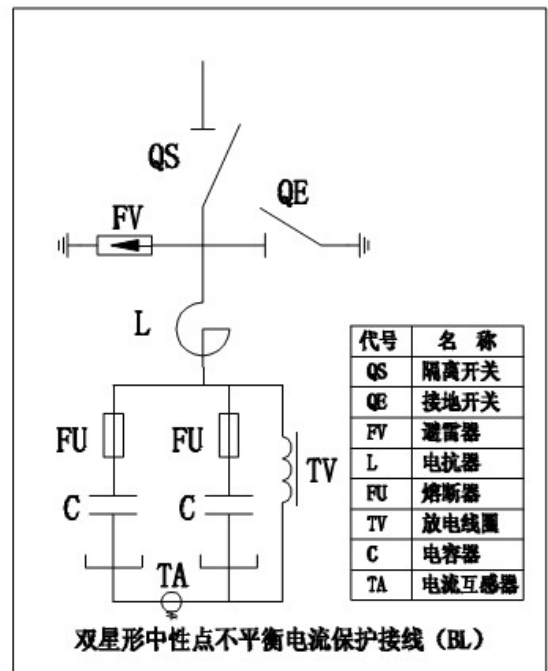 QS
QE
FV
L
FU FU TV
C C
TA
代号 名 称
QS 隔离开关
QE 接地开关
FV 避雷器
L 电抗器
FU 熔断器
TV 放电线圈
C 电容器
TA 电流互感器
双星形中性点不平衡电流保护接线（BL）